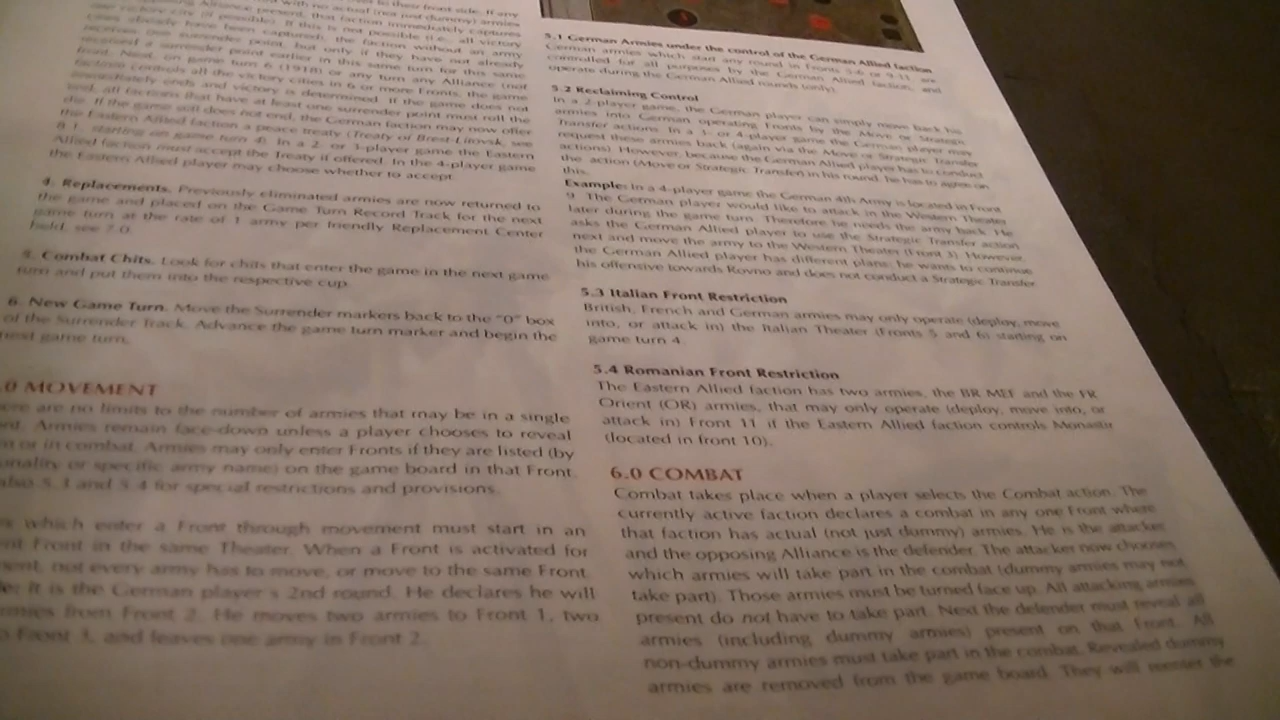 to their front side. If any
with no actual (not just dummy) armies
Alliance present, that faction immediately captures
(if possible). If this is not possible (i.e., all victory
cities already have been captured), the faction without an army
received one surrender point, but only if they have not already
received a surrender point earlier in this same turn for this same
front. Next, on game turn 6 (1918) or any turn any Alliance (not
faction) controls all the victory cities in 6 or more Fronts, the game
immediately ends and victory is determined. If the game does not
end, all factions that have at least one surrender point must roll the
die. If the game still does not end, the German faction may now offer
the Eastern Allied faction a peace treaty (Treaty of Brest-Litovsk, see
8.1, starting on game turn 4). In a 2- or 3-player game the Eastern
Allied faction must accept the Treaty if offered. In the 4-player game
the Eastern Allied player may choose whether to accept.
4. Replacements. Previously eliminated armies are now returned to
the game and placed on the Game Turn Record Track for the next
game turn at the rate of 1 army per friendly Replacement Center
held, see 7.0.
5. Combat Chits. Look for chits that enter the game in the next game
turn and put them into the respective cup.
6. New Game Turn. Move the Surrender markers back to the "0" box
of the Surrender Track. Advance the game turn marker and begin the
next game turn.
.0 MOVEMENT
ere are no limits to the number of armies that may be in a single
Armies remain face-down unless a player chooses to reveal
or in combat. Armies may only enter Fronts if they are listed (by
onality or specific army name) on the game board in that Front.
also 5.3 and 5.4 for special restrictions and provisions.
which enter a Front through movement must start in an
nt Front in the same Theater. When a Front is activated for
ment, not every army has to move, or move to the same Front.
It is the German player's 2nd round. He declares he will
armies from Front 2. He moves two armies to Front 1, two
o Front 3, and leaves one army in Front 2.
5.1 German Armies under the control of the German Allied faction
German armies which start any round in Fronts 5-6 or 9-11 are
controlled for all purposes by the German Allied faction, and
operate during the German Allied rounds (only).
5.2 Reclaiming Control
In a 2-player game, the German player can simply move back his
armies into German operating Fronts by the Move or Strategic
Transfer actions. In a 3- or 4-player game the German player may
request these armies back (again via the Move or Strategic Transfer
actions). However, because the German Allied player has to conduct
the action (Move or Strategic Transfer) in his round, he has to agree on
this.
Example: In a 4-player game the German 4th Army is located in Front
9. The German player would like to attack in the Western Theater
later during the game turn. Therefore he needs the army back. He
asks the German Allied player to use the Strategic Transfer action
next and move the army to the Western Theater (Front 3). However,
the German Allied player has different plans: he wants to continue
his offensive towards Kovno and does not conduct a Strategic Transfer.
5.3 Italian Front Restriction
British, French and German armies may only operate (deploy, move
into, or attack in) the Italian Theater (Fronts 5 and 6) starting on
game turn 4.
5.4 Romanian Front Restriction
The Eastern Allied faction has two armies, the BR MEF and the FR
Orient (OR) armies, that may only operate (deploy, move into, or
attack in) Front 11 if the Eastern Allied faction controls Monastir
(located in front 10).
6.0 COMBAT
Combat takes place when a player selects the Combat action. The
currently active faction declares a combat in any one Front where
that faction has actual (not just dummy) armies. He is the attacker
and the opposing Alliance is the defender. The attacker now chooses
which armies will take part in the combat (dummy armies may not
take part). Those armies must be turned face up. All attacking armies
present do not have to take part. Next the defender must reveal all
armies (including dummy armies) present on that Front. All
non-dummy armies must take part in the combat. Revealed dummy
armies are removed from the game board. They will reenter the